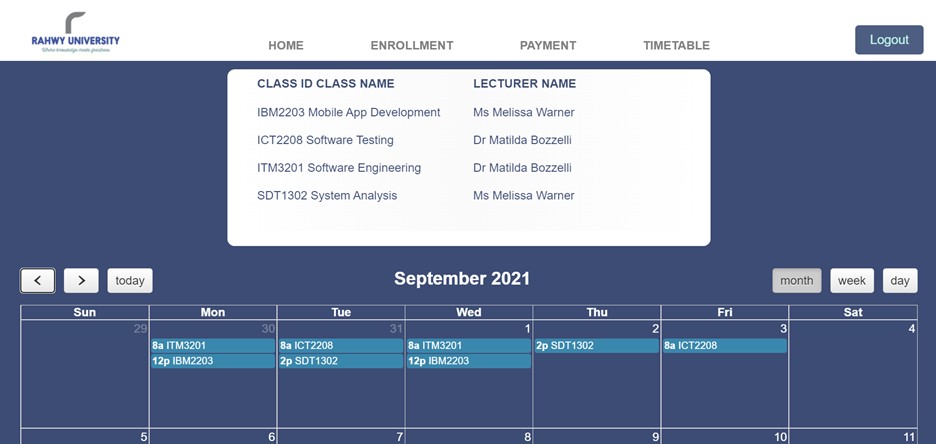 RAHWY UNIVERSITY
Where knowledge meets freedom
HOME ENROLLMENT PAYMENT TIMETABLE Logout
CLASS ID CLASS NAME LECTURER NAME
IBM2203 Mobile App Development Ms Melissa Warner
ICT2208 Software Testing Dr Matilda Bozzelli
ITM3201 Software Engineering Dr Matilda Bozzelli
SDT1302 System Analysis Ms Melissa Warner
< > today September 2021 month week day
Sun Mon Tue Wed Thu Fri Sat
29 30 31 1 2 3 4
8a ITM3201 8a ICT2208 8a ITM3201 2p SDT1302 8a ICT2208
12p IBM2203 2p SDT1302 12p IBM2203
5 6 7 8 9 10 11